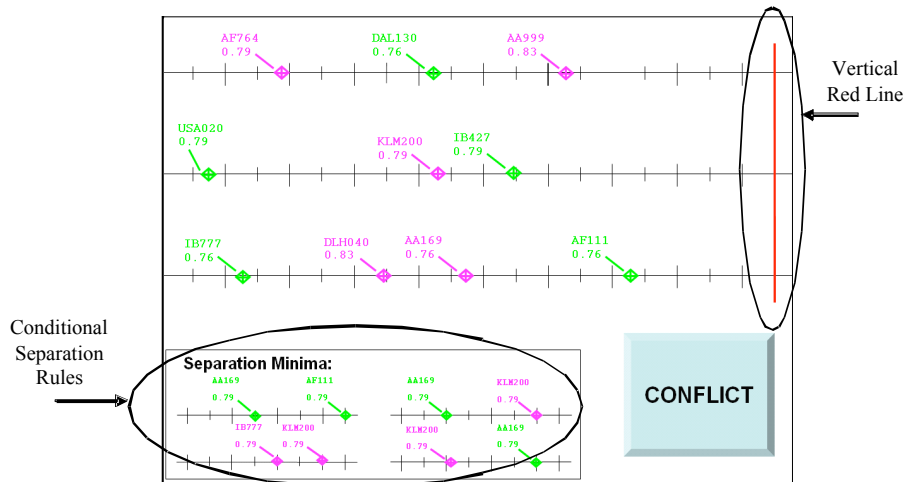 AF764
0.79
DAL130
0.76
AA999
0.83
Vertical
Red Line
USA020
0.79
KLM200
0.79
IB427
0.79
IB777
0.76
DLH040
0.83
AA169
0.76
AF111
0.76
Conditional
Separation
Rules
Separation Minima:
AA169
0.79
AF111
0.79
AA169
0.79
KLM200
0.79
IB777
0.79
KLM200
0.79
KLM200
0.79
AA169
0.79
CONFLICT